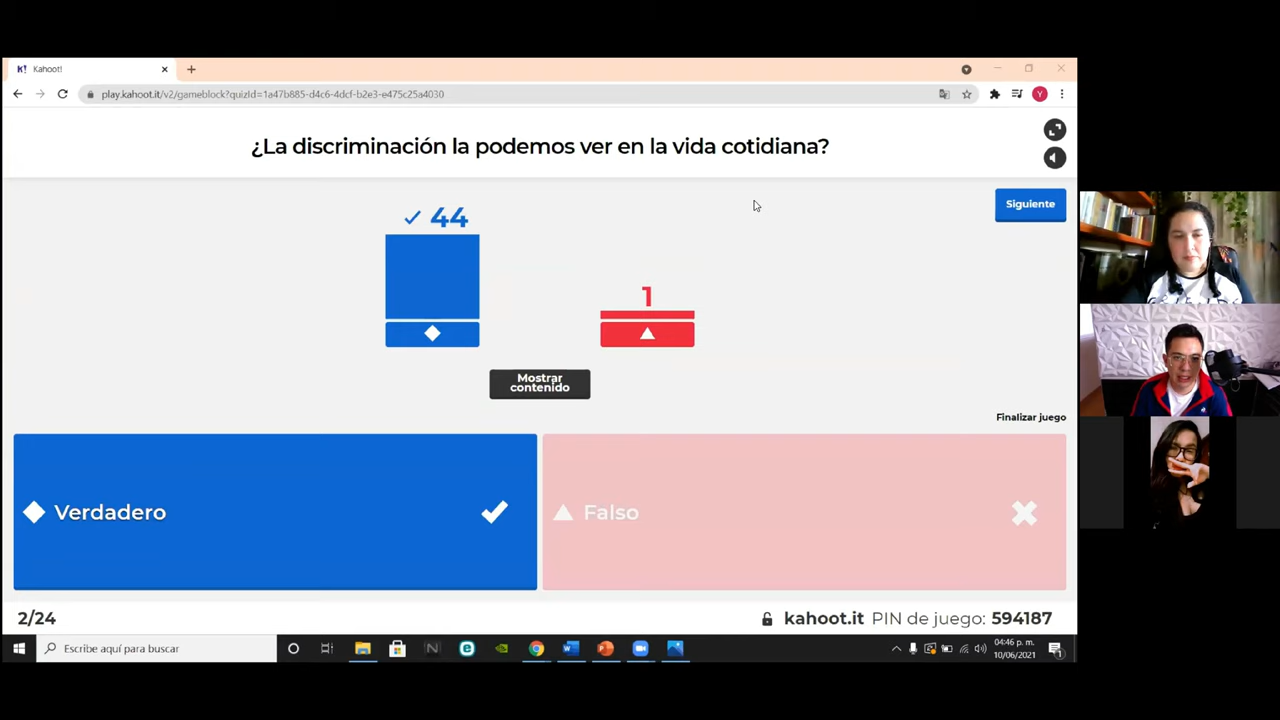 Kahoot!
play.kahoot.it/v2/gameblock?quizId=1a47b885-d4c6-4dcf-b2e3-e475c25a4030
Y
¿La discriminación la podemos ver en la vida cotidiana?
Siguiente
44
1
Mostrar
contenido
Finalizar juego
Verdadero
Falso
2/24
kahoot.it PIN de juego: 594187
Escribe aquí para buscar
04:46 p. m.
10/06/2021